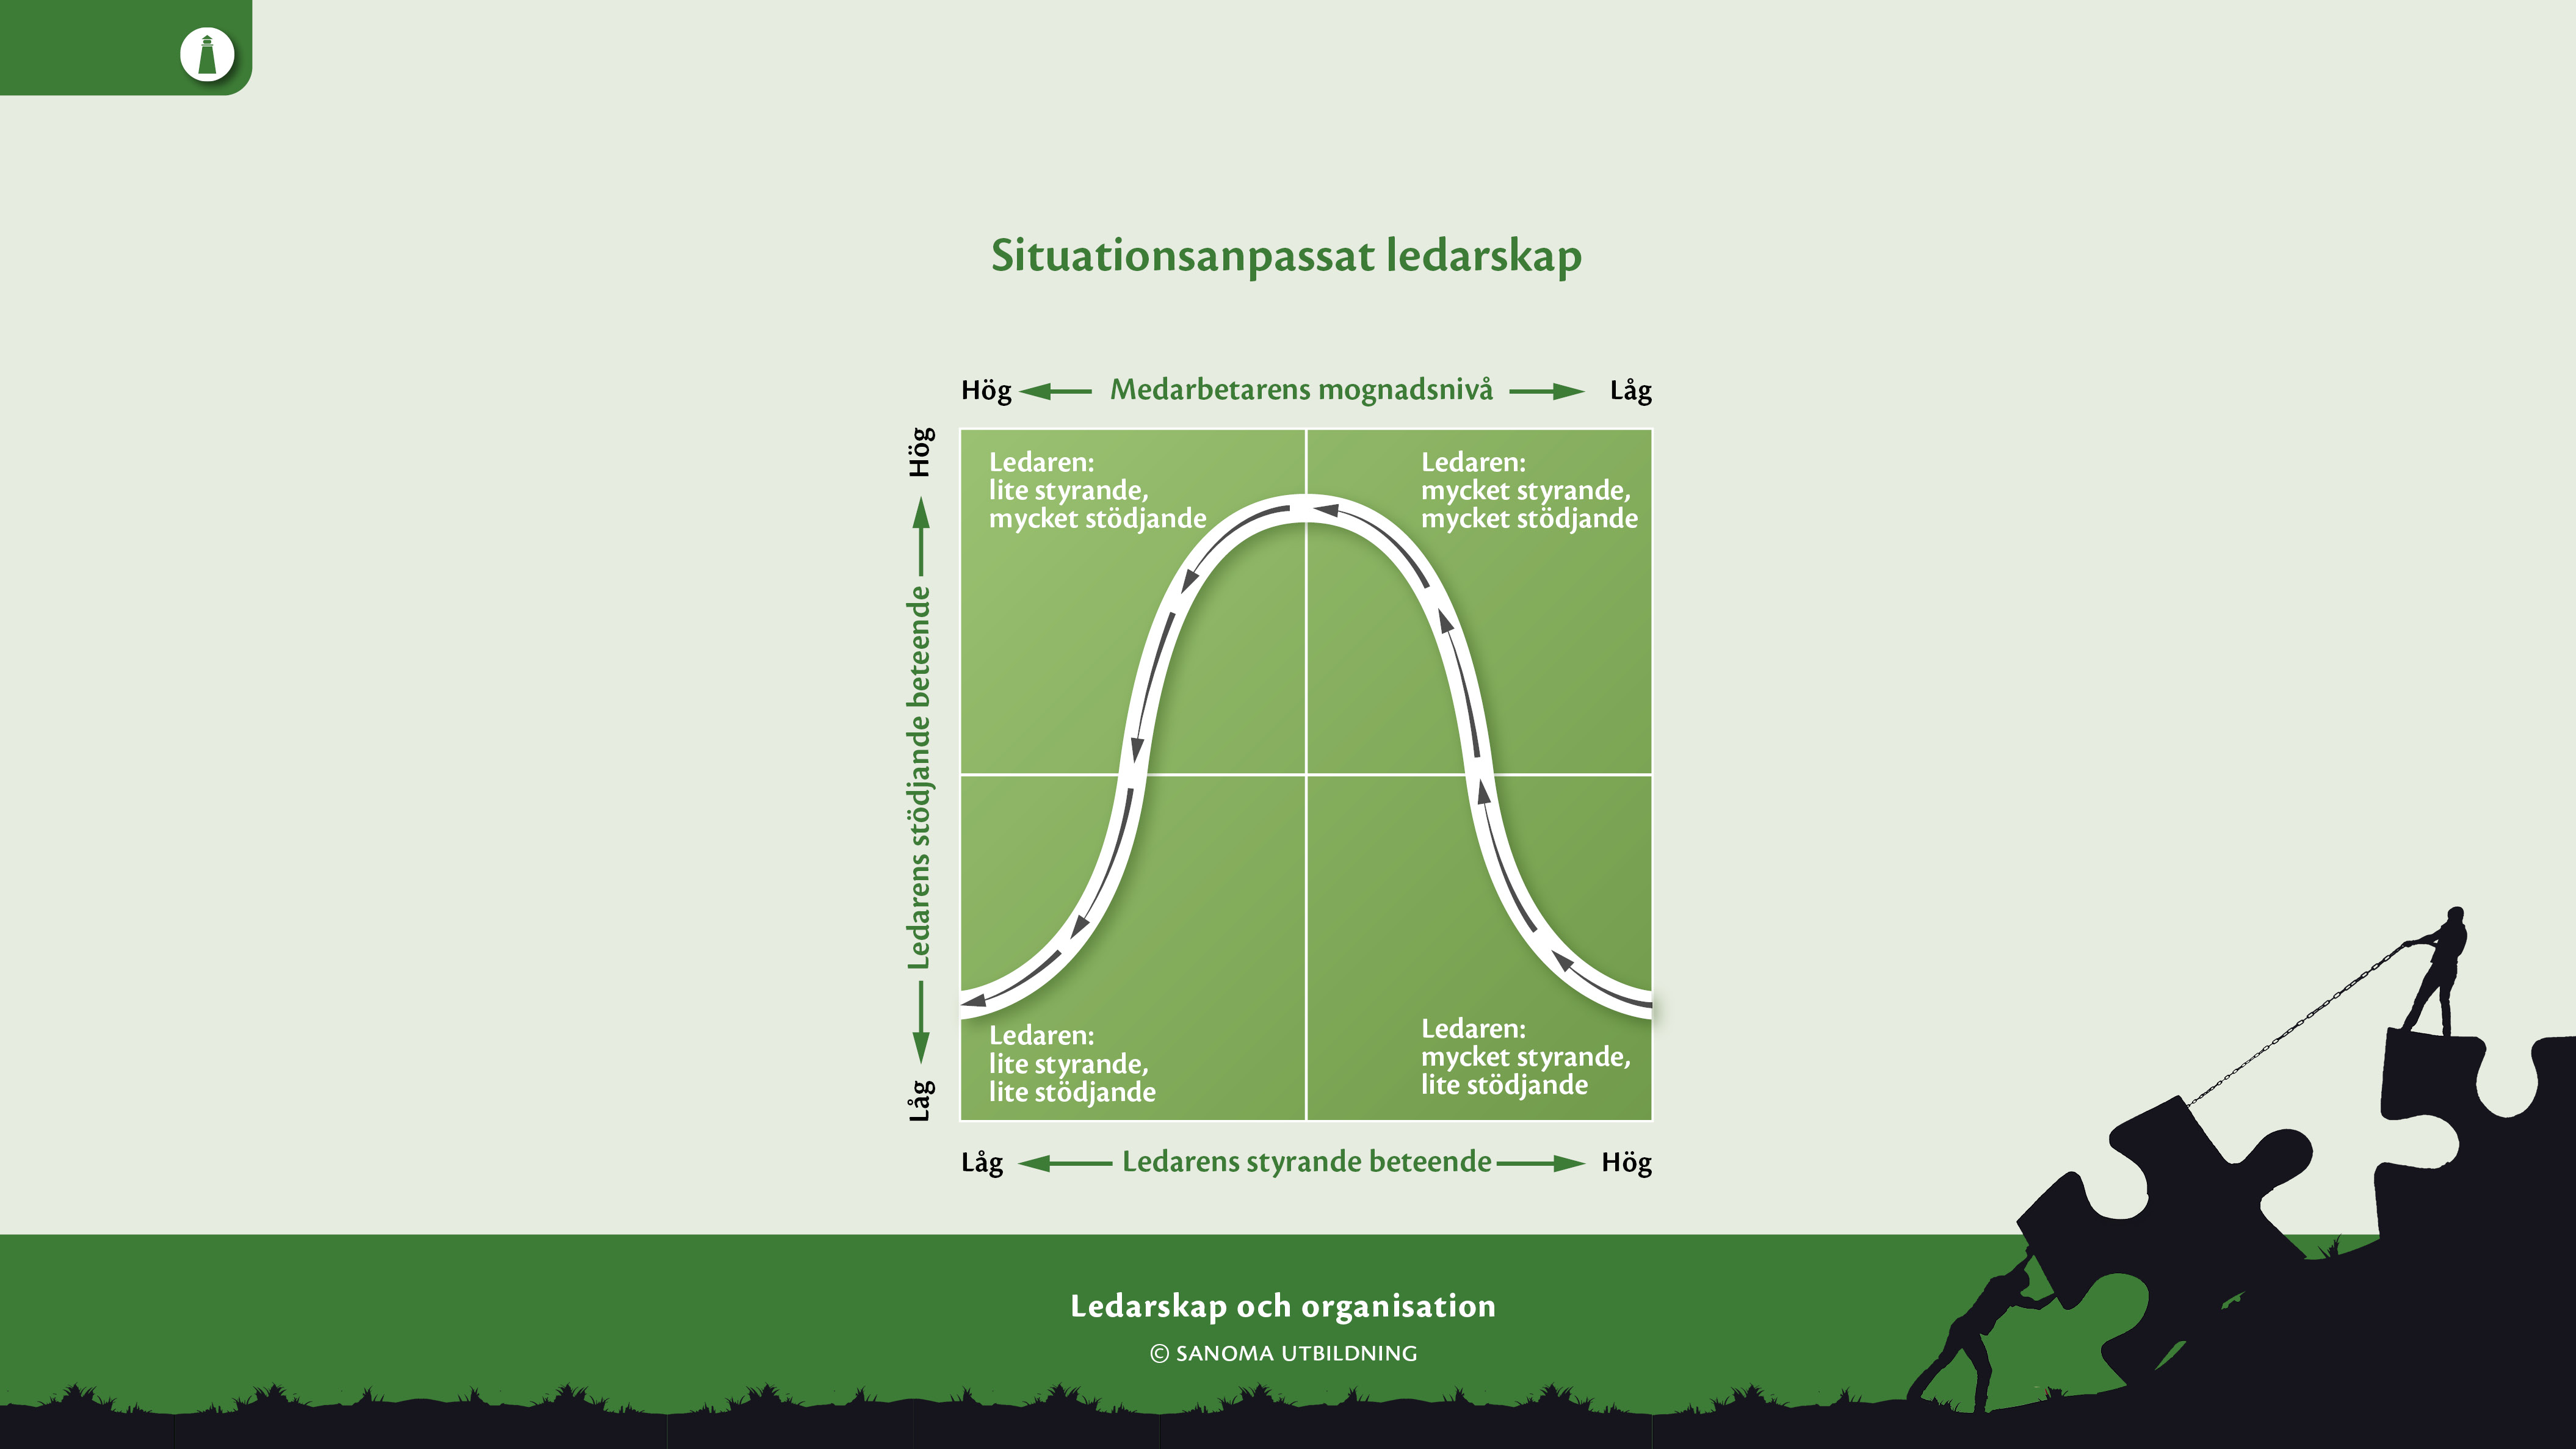 Situationsanpassat ledarskap
Hög Medarbetarens mognadsnivå Låg
Hög
Ledarens stödjande beteende
Låg
Ledaren:
lite styrande,
mycket stödjande
Ledaren:
mycket styrande,
mycket stödjande
Ledaren:
lite styrande,
lite stödjande
Ledaren:
mycket styrande,
lite stödjande
Låg Ledarens styrande beteende Hög
Ledarskap och organisation
© SANOMA UTBILDNING